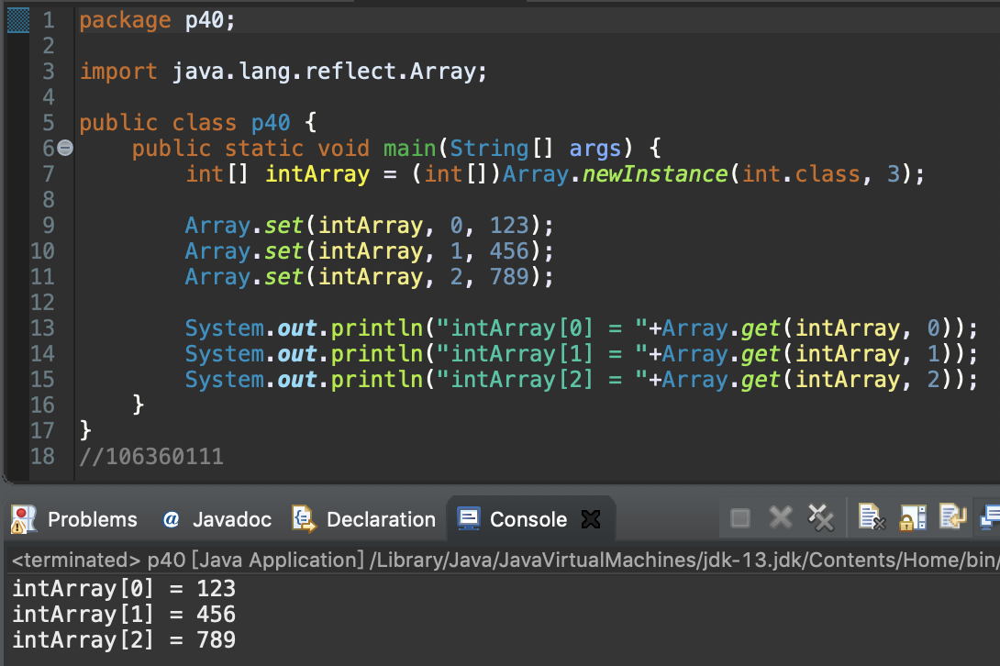 1 package p40;
2
3 import java.lang.reflect.Array;
4
5 public class p40 {
6     public static void main(String[] args) {
7         int[] intArray = (int[])Array.newInstance(int.class, 3);
8
9         Array.set(intArray, 0, 123);
10         Array.set(intArray, 1, 456);
11         Array.set(intArray, 2, 789);
12
13         System.out.println("intArray[0] = "+Array.get(intArray, 0));
14         System.out.println("intArray[1] = "+Array.get(intArray, 1));
15         System.out.println("intArray[2] = "+Array.get(intArray, 2));
16     }
17 }
18 //106360111
Problems @ Javadoc Declaration Console
<terminated> p40 [Java Application] /Library/Java/JavaVirtualMachines/jdk-13.jdk/Contents/Home/bin/
intArray[0] = 123
intArray[1] = 456
intArray[2] = 789